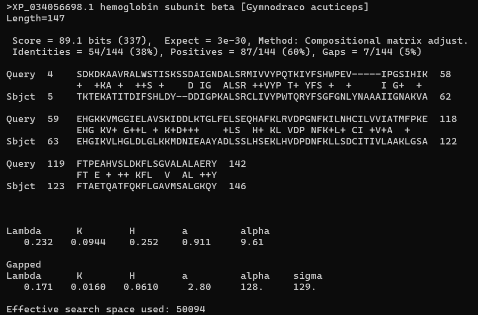 >XP_034056698.1 hemoglobin subunit beta [Gymnodraco acuticeps]
Length=147
Score = 89.1 bits (337), Expect = 3e-30, Method: Compositional matrix adjust.
Identities = 54/144 (38%), Positives = 87/144 (60%), Gaps = 7/144 (5%)
Query 4 SDKDKAAVRALWSTISKSSDAIGNDALSRMIVVYPQTKIYFSHWPEV-----IPGSIHIK 58
+ +KA + ++S + D IG ALSR ++VYP T+ YFS + + I G+ +
Sbjct 5 TKTEKATITDIFSHLDY--DDIGPKALSRCLIVYPWTQRYFSGFGNLYNAAAIIGNAKVA 62
Query 59 EHGKKVMGGIELAVSKIDDLKTGLFELSEQHAFKLRVDPGNFKILNHCILVVIATMFPKE 118
EHG KV+ G++L + K+D+++ +LS H+ KL VDP NFK+L+ CI +V+A +
Sbjct 63 EHGIKVLHGLDLGLKKMDNIEAAYADLSSLHSEKLHVDPDNFKLLSDCITIVLAAKLGSA 122
Query 119 FTPEAHVSLDKFLSGVALALAERY 142
FT E + ++ KFL V AL ++Y
Sbjct 123 FTAETQATFQKFLGAVMSALGKQY 146
Lambda K H a alpha
0.232 0.0944 0.252 0.911 9.61
Gapped
Lambda K H a alpha sigma
0.171 0.0160 0.0610 2.80 128. 129.
Effective search space used: 50094